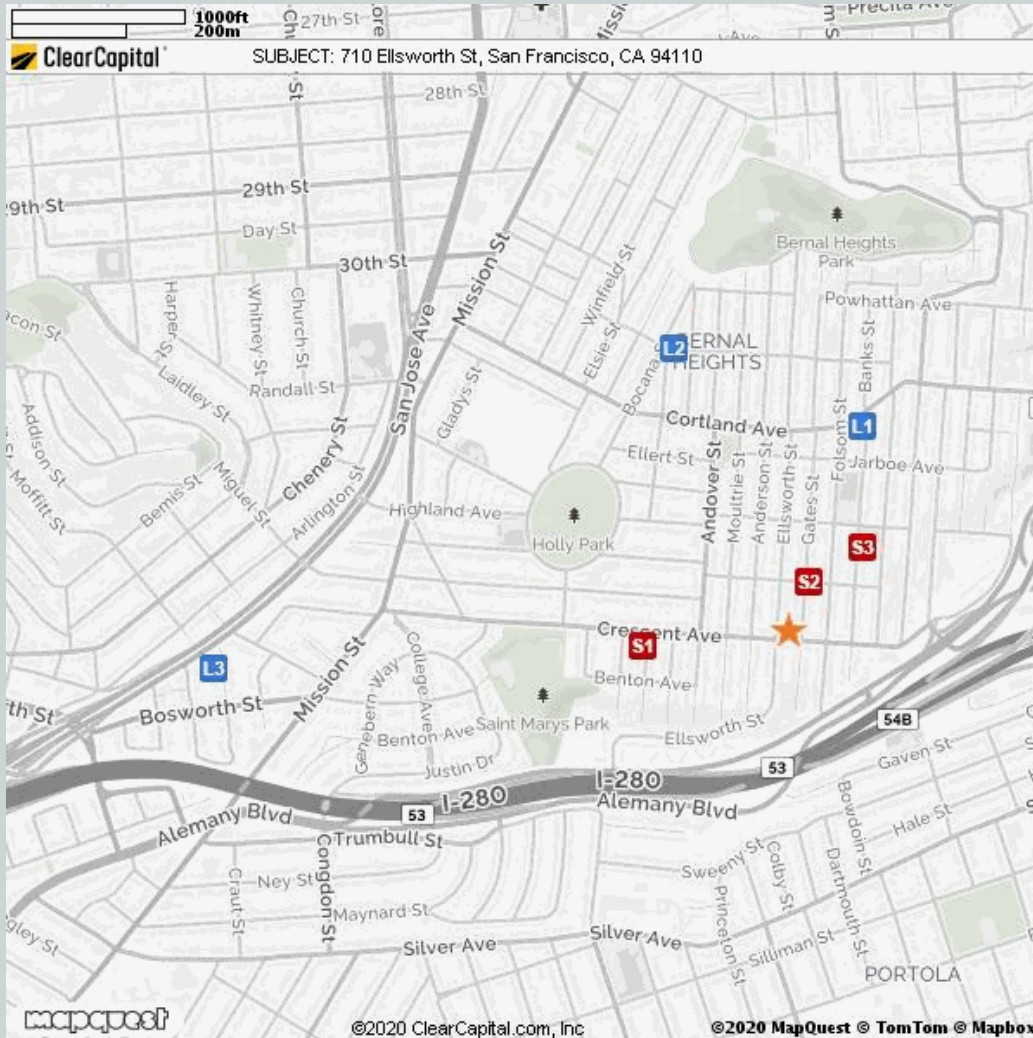 1000ft
200m
27th St
Precita Ave
ClearCapital
SUBJECT: 710 Ellsworth St, San Francisco, CA 94110
28th St
29th St
29th St
Day St
30th St
Mission St
San Jose Ave
Winfield St
Elsie St
Bocana
Bernal Heights
Park
Powhattan Ave
Harper St
Whitney St
Church St
Randall St
Laidley St
Addison St
Moffitt St
Bemis St
Miguel St
Chenery St
Arlington St
Gladys St
L2
BERNAL
HEIGHTS
Banks St
Cortland Ave
L1
Folsom St
Ellert St
Jarboe Ave
Andover St
Moultrie St
Anderson St
Ellsworth St
Gates St
Highland Ave
Holly Park
S3
S2
Crescent Ave
S1
Benton Ave
L3
Bosworth St
Mission St
Genebern Way
College Ave
Benton Ave
Saint Marys Park
Justin Dr
Ellsworth St
54B
53
I-280
I-280
53
Alemany Blvd
Alemany Blvd
Gaven St
Trumbull St
Bowdoin St
Hale St
Sweeny St
Colby St
Dartmouth St
Ney St
Craut St
Congdon St
Maynard St
Princeton St
Silver Ave
Silver Ave
Silliman St
PORTOLA
mapquest
©2020 ClearCapital.com, Inc
©2020 MapQuest © TomTom © Mapbox